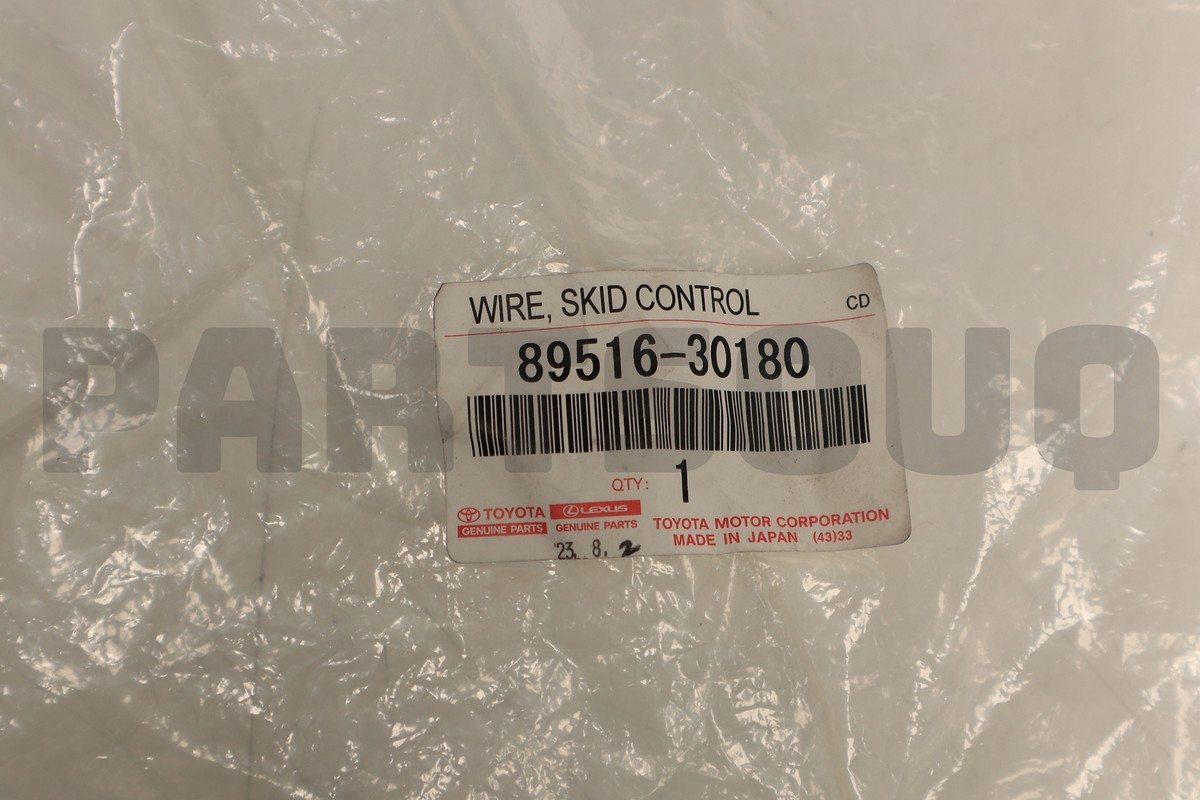 WIRE, SKID CONTROL CD
89516-30180
QTY: 1
TOYOTA
GENUINE PARTS
LEXUS
GENUINE PARTS
TOYOTA MOTOR CORPORATION
MADE IN JAPAN (43)33
'23. 8. 2
PARTSOUQ